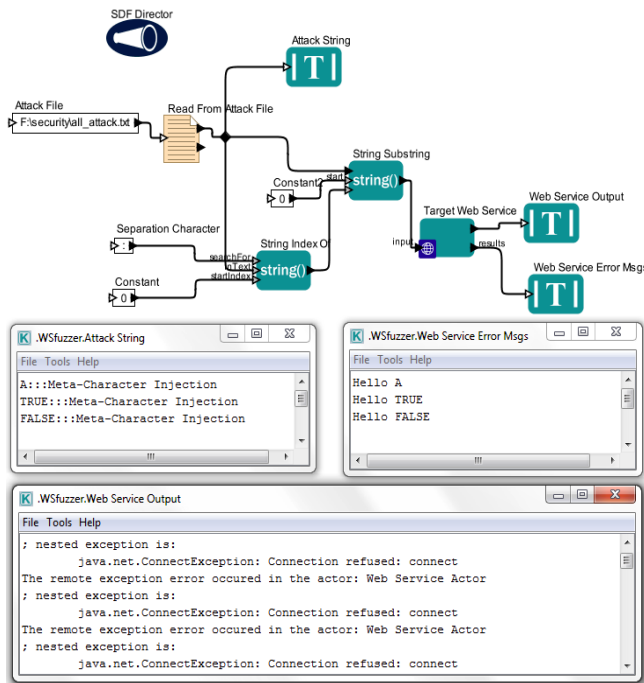 SDF Director
Attack String
T
Attack File
F:\security\all_attack.txt
Read From Attack File
String Substring
Constant2
0
start
string()
Web Service Output
T
Target Web Service
input
results
Separation Character
:
String Index Of
searchFor
inText
startIndex
string()
Constant
0
Web Service Error Msgs
T
K .WSfuzzer.Attack String
File Tools Help
A:::Meta-Character Injection
TRUE:::Meta-Character Injection
FALSE:::Meta-Character Injection
K .WSfuzzer.Web Service Error Msgs
File Tools Help
Hello A
Hello TRUE
Hello FALSE
K .WSfuzzer.Web Service Output
File Tools Help
; nested exception is:
java.net.ConnectException: Connection refused: connect
The remote exception error occured in the actor: Web Service Actor
; nested exception is:
java.net.ConnectException: Connection refused: connect
The remote exception error occured in the actor: Web Service Actor
; nested exception is:
java.net.ConnectException: Connection refused: connect